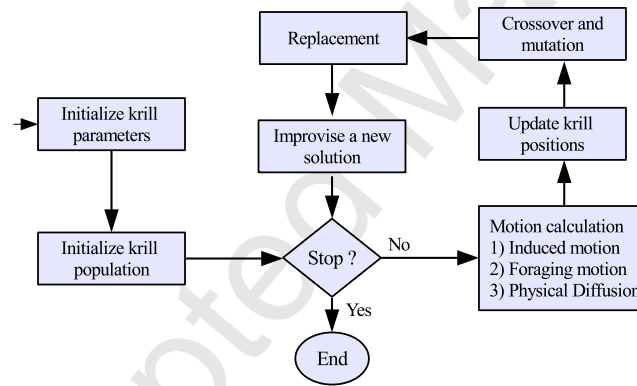 Initialize krill
parameters
Initialize krill
population
Replacement
Improvise a new
solution
Stop ?
No
Yes
End
Crossover and
mutation
Update krill
positions
Motion calculation
1) Induced motion
2) Foraging motion
3) Physical Diffusion